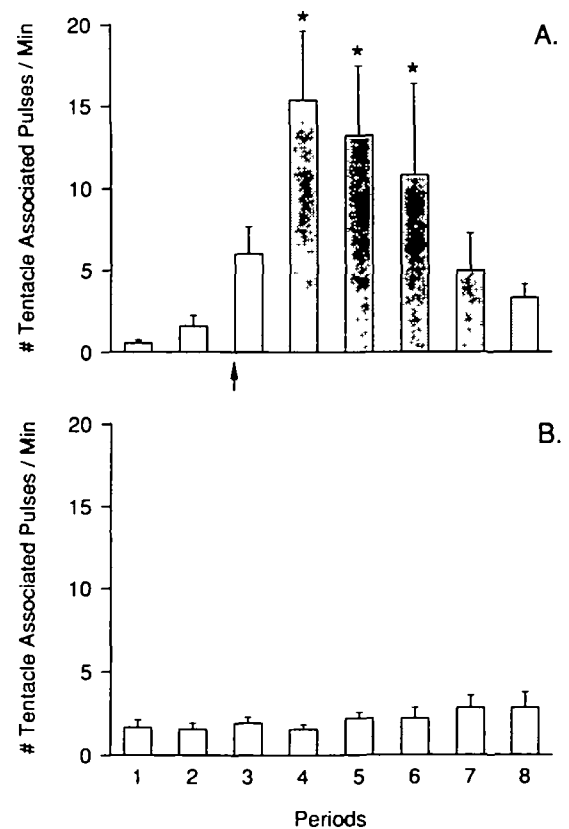 A.
# Tentacle Associated Pulses / Min
20
15
10
5
0
* * *
B.
# Tentacle Associated Pulses / Min
20
15
10
5
0
1 2 3 4 5 6 7 8
Periods